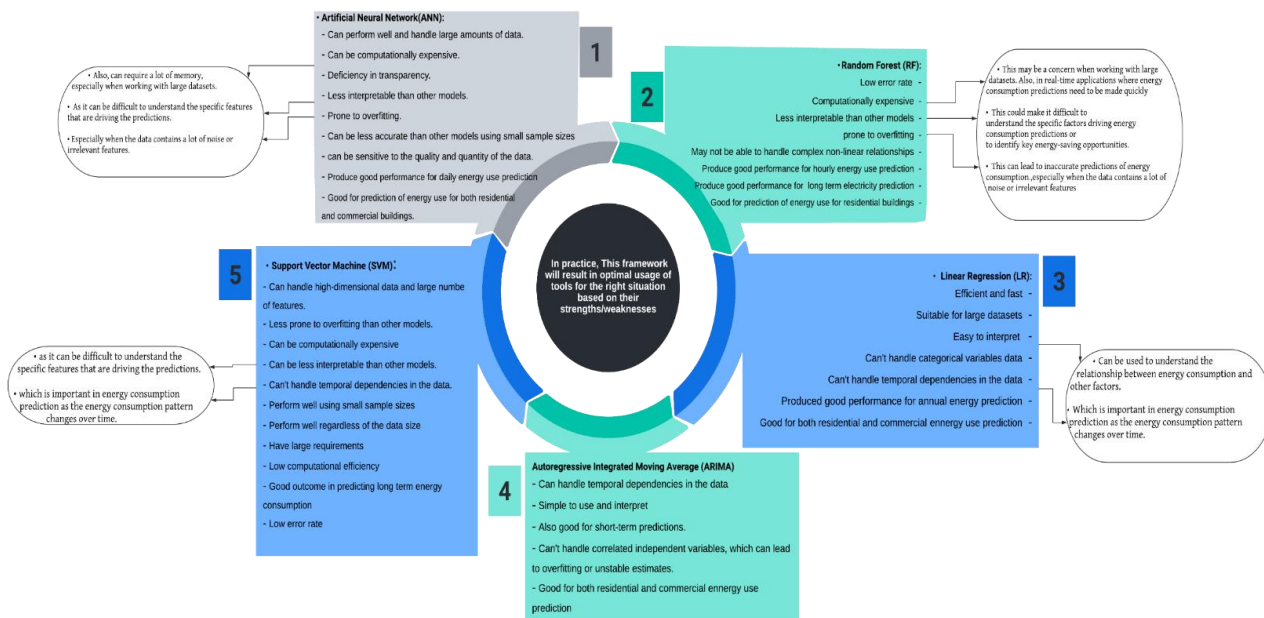 • Artificial Neural Network(ANN):
- Can perform well and handle large amounts of data.
- Can be computationally expensive.
- Deficiency in transparency.
- Less interpretable than other models.
- Prone to overfitting.
- Can be less accurate than other models using small sample sizes
- can be sensitive to the quality and quantity of the data.
- Produce good performance for daily energy use prediction
- Good for prediction of energy use for both residential
and commercial buildings.
1
• Also, can require a lot of memory,
especially when working with large datasets.
• As it can be difficult to understand the specific features
that are driving the predictions.
• Especially when the data contains a lot of noise or
irrelevant features.
2
• Random Forest (RF):
Low error rate -
Computationally expensive -
Less interpretable than other models -
prone to overfitting -
May not be able to handle complex non-linear relationships -
Produce good performance for hourly energy use prediction -
Produce good performance for long term electricity prediction -
Good for prediction of energy use for residential buildings -
• This may be a concern when working with large
datasets. Also, in real-time applications where energy
consumption predictions need to be made quickly
• This could make it difficult to
understand the specific factors driving energy
consumption predictions or
to identify key energy-saving opportunities.
• This can lead to inaccurate predictions of energy
consumption.,especially when the data contains a lot of
noise or irrelevant features
In practice, This framework
will result in optimal usage of
tools for the right situation
based on their
strengths/weaknesses
3
• Linear Regression (LR):
Efficient and fast -
Suitable for large datasets -
Easy to interpret -
Can't handle categorical variables data -
Can't handle temporal dependencies in the data -
Produced good performance for annual energy prediction -
Good for both residential and commercial ennergy use prediction -
• Can be used to understand the
relationship between energy consumption and
other factors.
• Which is important in energy consumption
prediction as the energy consumption pattern
changes over time.
4
Autoregressive Integrated Moving Average (ARIMA)
- Can handle temporal dependencies in the data
- Simple to use and interpret
- Also good for short-term predictions.
- Can't handle correlated independent variables, which can lead
to overfitting or unstable estimates.
- Good for both residential and commercial ennergy use
prediction
5
• Support Vector Machine (SVM):
- Can handle high-dimensional data and large numbe
of features.
- Less prone to overfitting than other models.
- Can be computationally expensive
- Can be less interpretable than other models.
- Can't handle temporal dependencies in the data.
- Perform well using small sample sizes
- Perform well regardless of the data size
- Have large requirements
- Low computational efficiency
- Good outcome in predicting long term energy
consumption
- Low error rate
• as it can be difficult to understand the
specific features that are driving the predictions.
• which is important in energy consumption
prediction as the energy consumption pattern
changes over time.